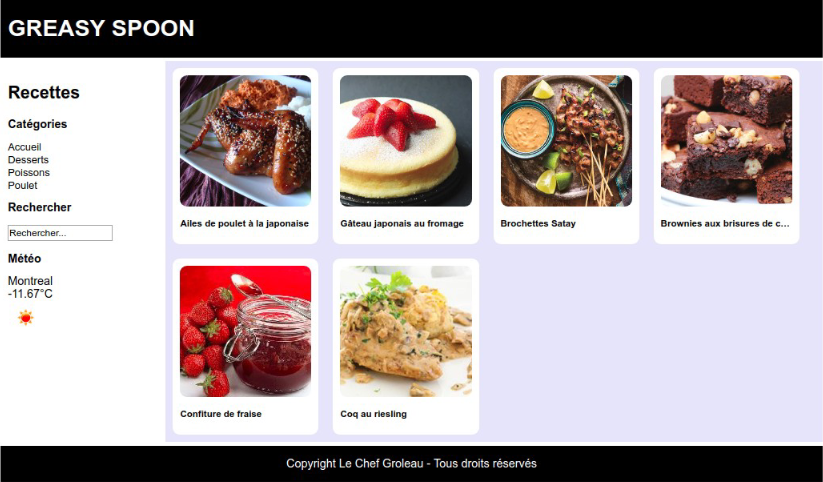 GREASY SPOON
Recettes
Catégories
Accueil
Desserts
Poissons
Poulet
Rechercher
Rechercher...
Météo
Montreal
-11.67°C
Ailes de poulet à la japonaise
Gâteau japonais au fromage
Brochettes Satay
Brownies aux brisures de c...
Confiture de fraise
Coq au riesling
Copyright Le Chef Groleau - Tous droits réservés